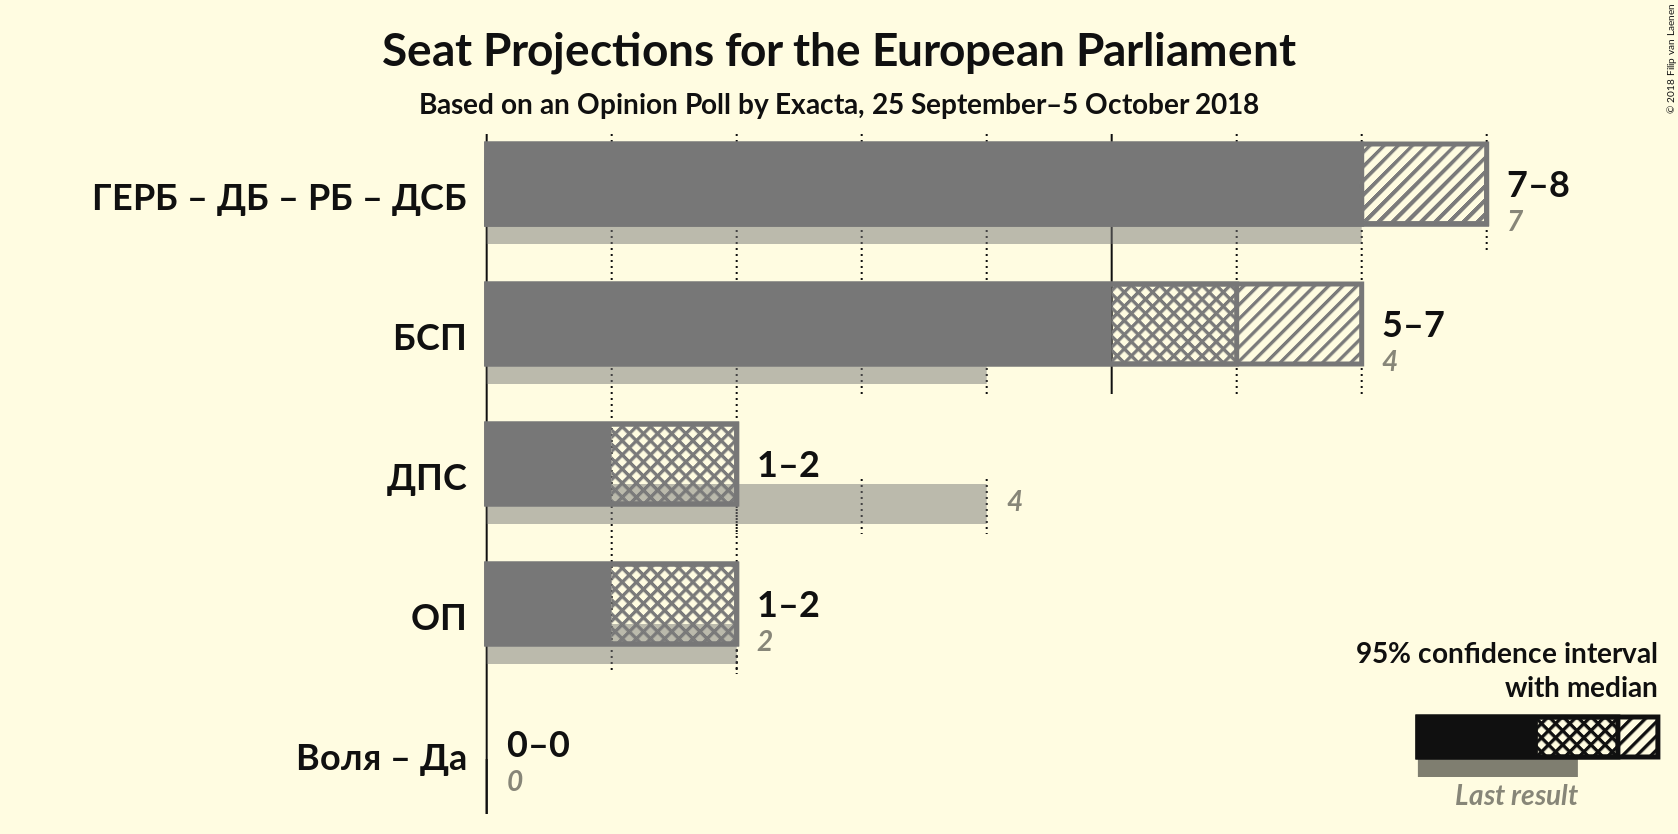 Seat Projections for the European Parliament
Based on an Opinion Poll by Exacta, 25 September–5 October 2018
© 2018 Filip van Laenen
ГЕРБ – ДБ – РБ – ДСБ
7–8
7
БСП
5–7
4
ДПС
1–2
4
ОП
1–2
2
Воля – Да
0–0
0
95% confidence interval
with median
Last result